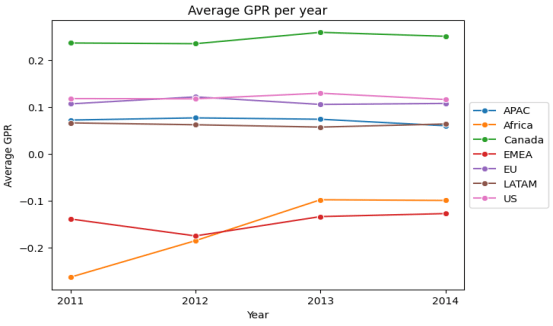 Average GPR per year
Average GPR
0.2
0.1
0.0
−0.1
−0.2
2011
2012
2013
2014
Year
APAC
Africa
Canada
EMEA
EU
LATAM
US